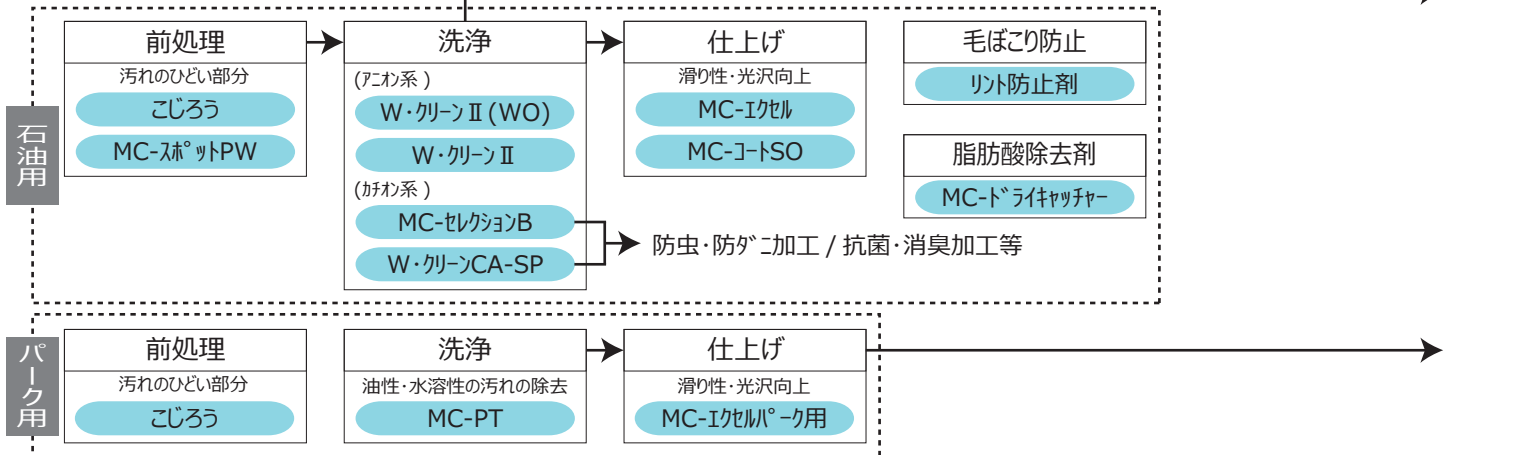 石油用
前処理
汚れのひどい部分
こじろう
MC-ｽﾎﾟｯﾄPW
洗浄
(ｱﾆｵﾝ系 )
W・ｸﾘｰﾝⅡ(WO)
W・ｸﾘｰﾝⅡ
(ｶﾁｵﾝ系 )
MC-ｾﾚｸｼｮﾝB
W・ｸﾘｰﾝCA-SP
防虫･防ﾀﾞﾆ加工 / 抗菌･消臭加工等
仕上げ
滑り性･光沢向上
MC-ｴｸｾﾙ
MC-ｺｰﾄSO
毛ぼこり防止
ﾘﾝﾄ防止剤
脂肪酸除去剤
MC-ﾄﾞﾗｲｷｬｯﾁｬｰ
パーク用
前処理
汚れのひどい部分
こじろう
洗浄
油性･水溶性の汚れの除去
MC-PT
仕上げ
滑り性･光沢向上
MC-ｴｸｾﾙﾊﾟｰｸ用